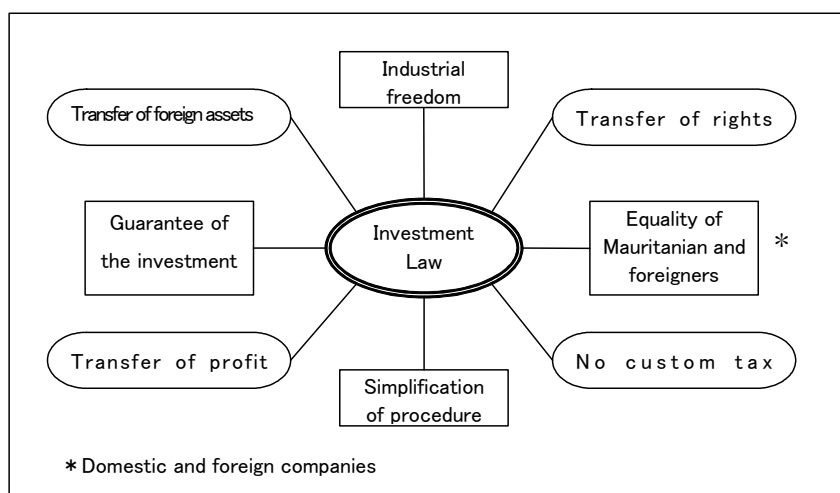 Industrial
freedom
Transfer of foreign assets
Transfer of rights
Guarantee of
the investment
Investment
Law
Equality of
Mauritanian and
foreigners
*
Transfer of profit
No custom tax
Simplification
of procedure
* Domestic and foreign companies